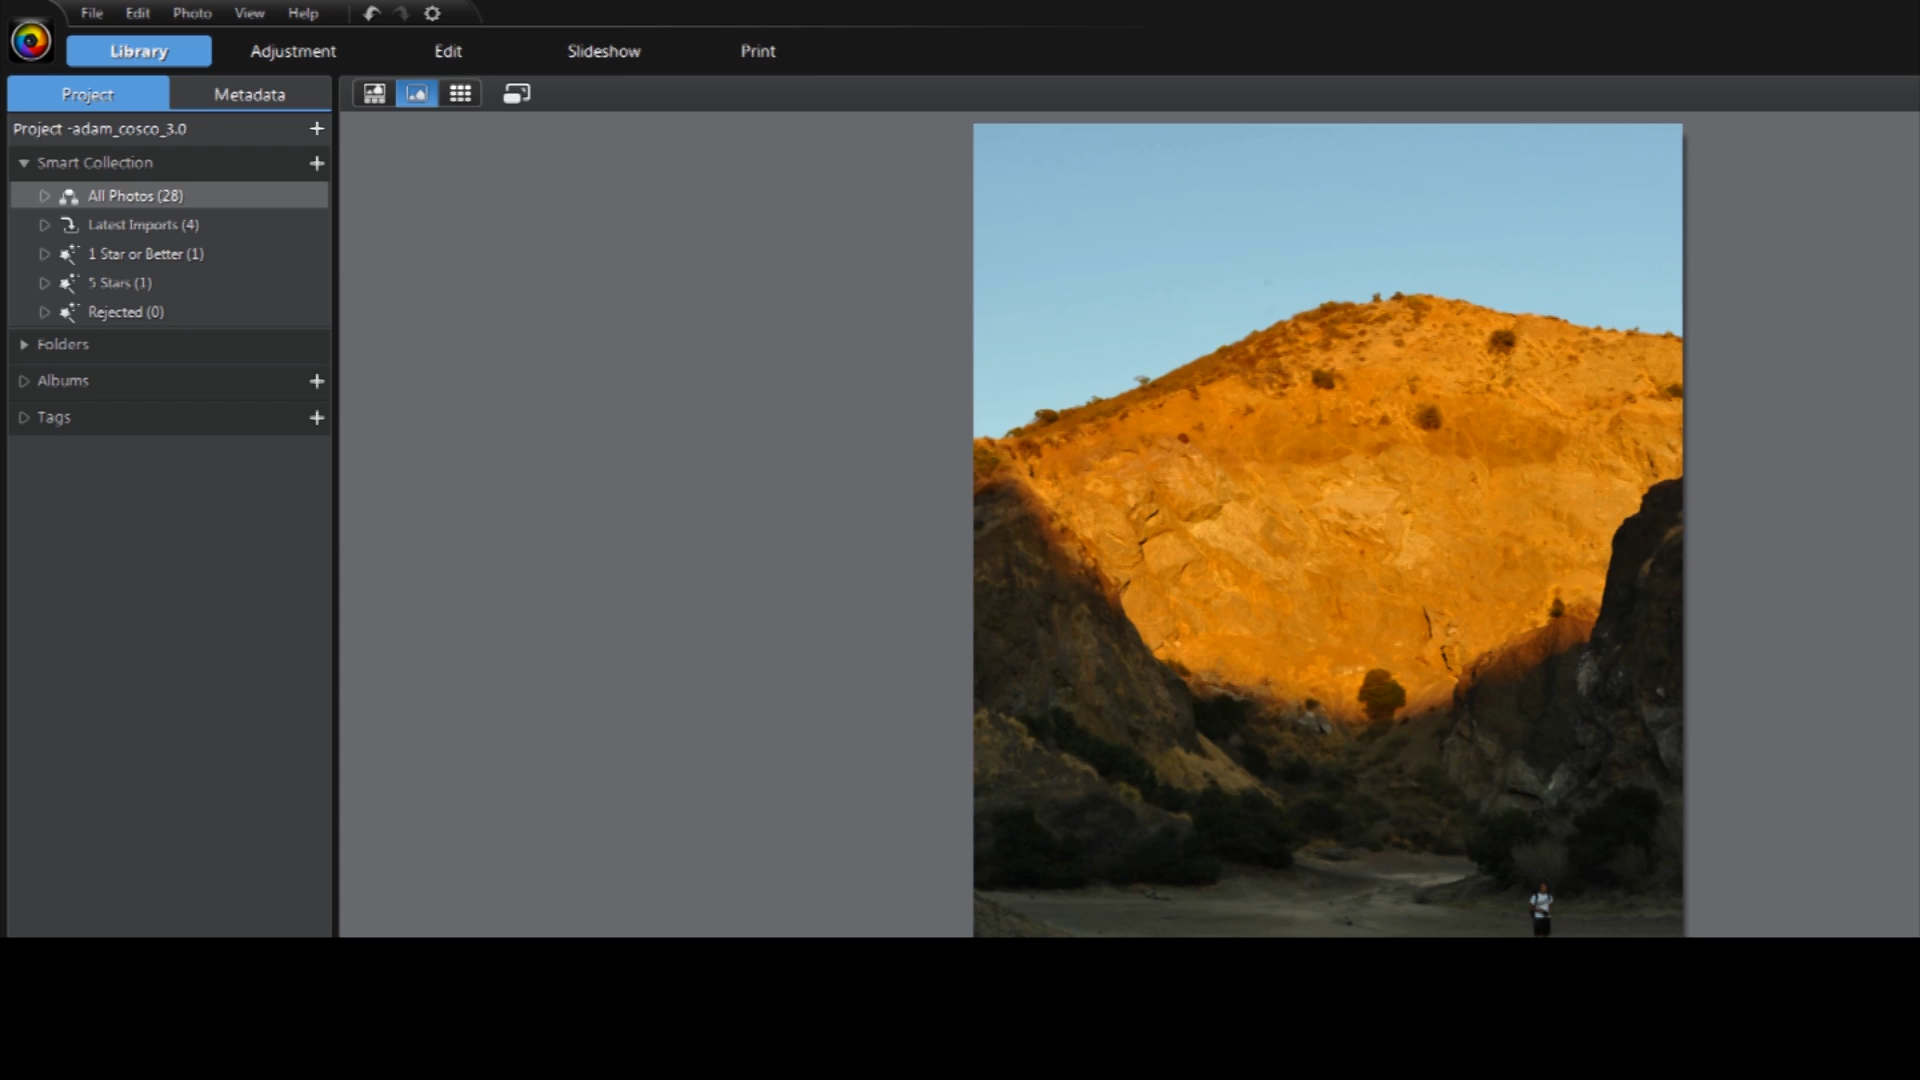 File Edit Photo View Help
Library Adjustment Edit Slideshow Print
Project Metadata
Project -adam_cosco_3.0
Smart Collection
All Photos (28)
Latest Imports (4)
1 Star or Better (1)
5 Stars (1)
Rejected (0)
Folders
Albums
Tags